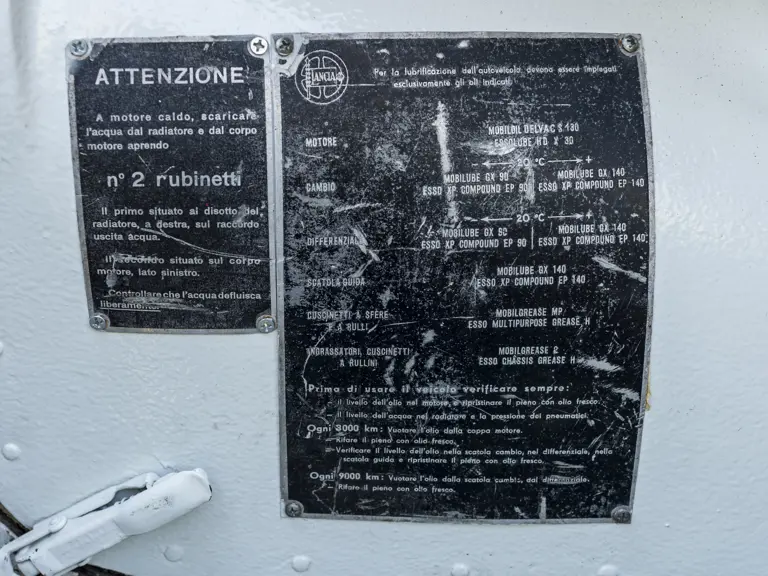 ATTENZIONE
A motore caldo, scaricare
l'acqua dal radiatore e dal corpo
motore aprendo
n° 2 rubinetti
Il primo situato al disotto del
radiatore, a destra, sul raccordo
uscita acqua.
Il secondo situato sul corpo
motore, lato sinistro.
Controllare che l'acqua defluisca
liberamente.
LANCIA
Per la lubrificazione dell'autoveicolo devono essere impiegati
esclusivamente gli oli indicati:
MOTORE
MOBILOIL DELVAC S 130
ESSOLUBE HD X 30
- 20 °C +
CAMBIO
MOBILUBE GX 90
ESSO XP COMPOUND EP 90
MOBILUBE GX 140
ESSO XP COMPOUND EP 140
- 20 °C +
DIFFERENZIALE
MOBILUBE GX 90
ESSO XP COMPOUND EP 90
MOBILUBE GX 140
ESSO XP COMPOUND EP 140
SCATOLA GUIDA
MOBILUBE GX 140
ESSO XP COMPOUND EP 140
CUSCINETTI A SFERE
E A RULLI
MOBILGREASE MP
ESSO MULTIPURPOSE GREASE H
INGRASSATORI, CUSCINETTI
A RULLINI
MOBILGREASE 2
ESSO CHASSIS GREASE H
Prima di usare il veicolo verificare sempre:
— il livello dell'olio nel motore e ripristinare il pieno con olio fresco.
— il livello dell'acqua nel radiatore e la pressione dei pneumatici.
Ogni 3000 km: Vuotare l'olio dalla coppa motore.
— Rifare il pieno con olio fresco.
— Verificare il livello dell'olio nella scatola cambio, nel differenziale, nella
scatola guida e ripristinare il pieno con olio fresco.
Ogni 9000 km: Vuotare l'olio dalla scatola cambio, dal differenziale.
— Rifare il pieno con olio fresco.